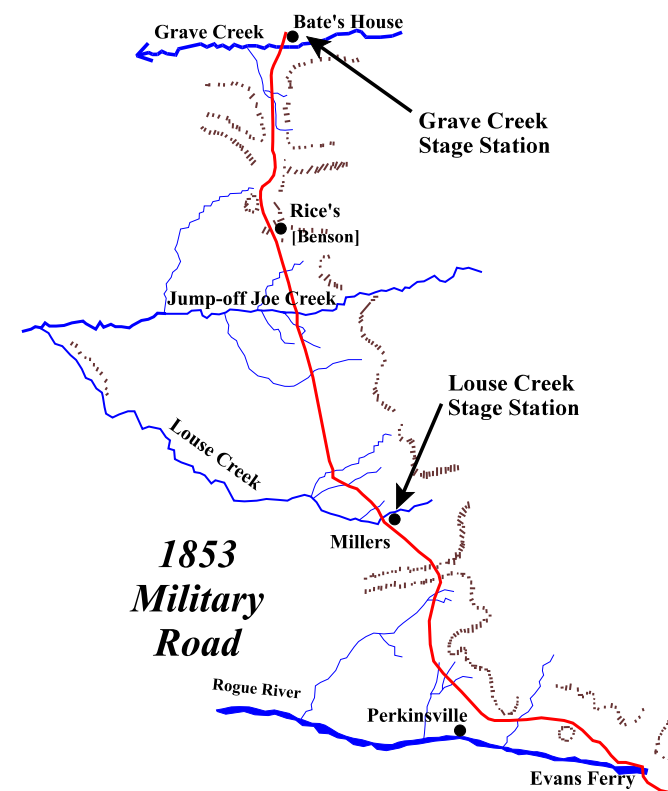 Bate's House
Grave Creek
Grave Creek
Stage Station
Rice's
[Benson]
Jump-off Joe Creek
Louse Creek
Stage Station
Louse Creek
Millers
1853
Military
Road
Rogue River
Perkinsville
Evans Ferry